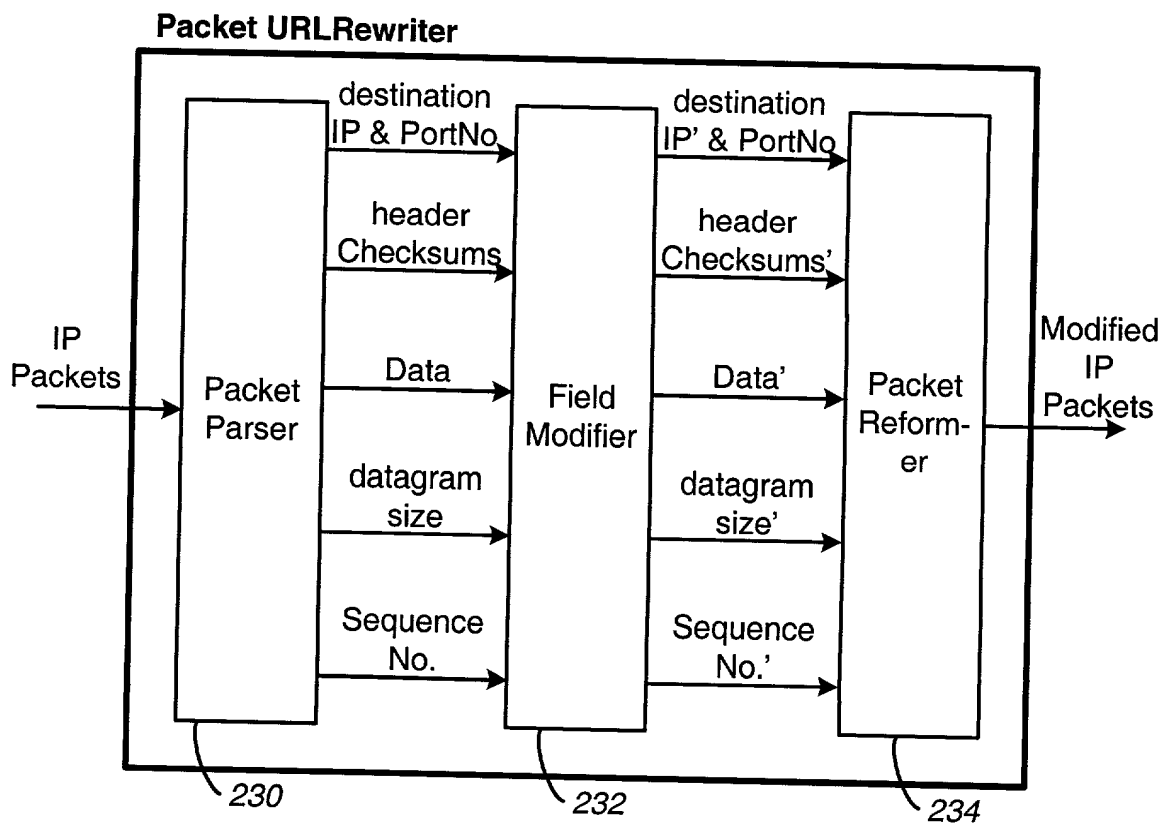 Packet URLRewriter
destination
IP & PortNo
destination
IP' & PortNo
header
Checksums
header
Checksums'
IP
Packets
Packet
Parser
Data
Field
Modifier
Data'
Packet
Reform-
er
Modified
IP
Packets
datagram
size
datagram
size'
Sequence
No.
Sequence
No.'
230
232
234